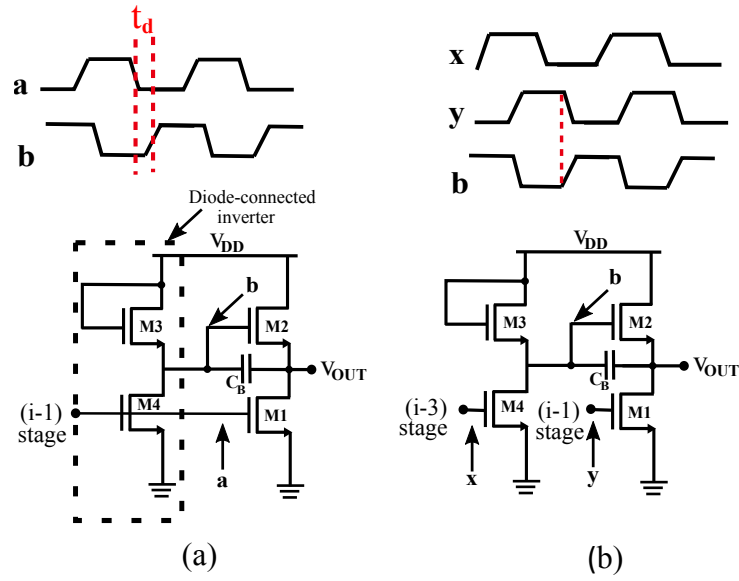 t_d
a
b
Diode-connected
inverter
V_DD
b
M3
M2
C_B
V_OUT
M4
M1
(i-1)
stage
a
(a)
x
y
b
V_DD
b
M3
M2
C_B
V_OUT
(i-3)
stage
M4
(i-1)
stage
M1
x
y
(b)